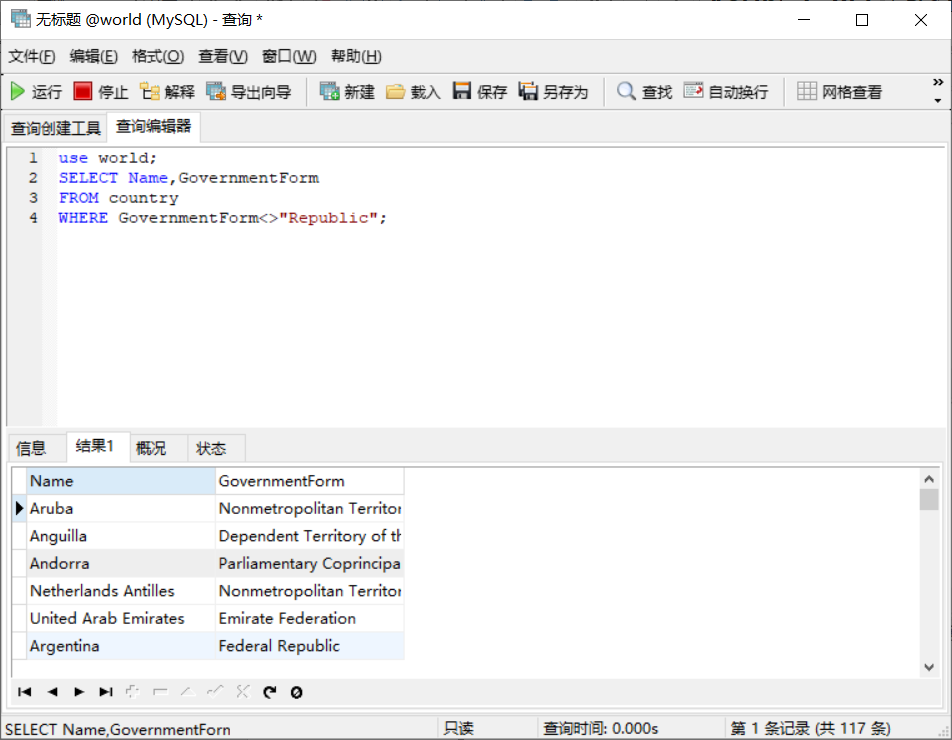 无标题 @world (MySQL) - 查询 *
文件(F) 编辑(E) 格式(O) 查看(V) 窗口(W) 帮助(H)
运行 停止 解释 导出向导 新建 载入 保存 另存为 查找 自动换行 网格查看 »
查询创建工具 查询编辑器
1 use world;
2 SELECT Name,GovernmentForm
3 FROM country
4 WHERE GovernmentForm<>"Republic";
信息 结果1 概况 状态
Name GovernmentForm
Aruba Nonmetropolitan Territor
Anguilla Dependent Territory of th
Andorra Parliamentary Coprincipa
Netherlands Antilles Nonmetropolitan Territor
United Arab Emirates Emirate Federation
Argentina Federal Republic
SELECT Name,GovernmentForn 只读 查询时间: 0.000s 第 1 条记录 (共 117 条)